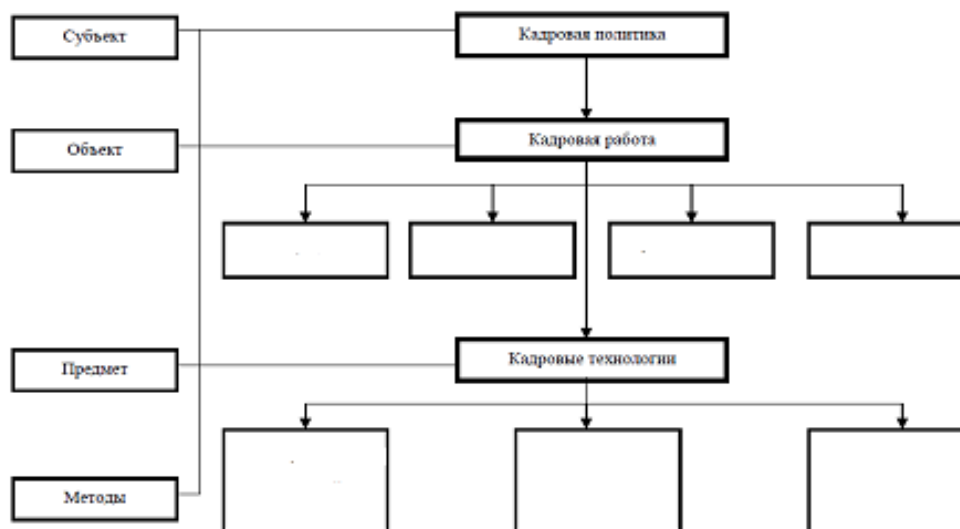 Субъект
Кадровая политика
Объект
Кадровая работа
Предмет
Кадровые технологии
Методы